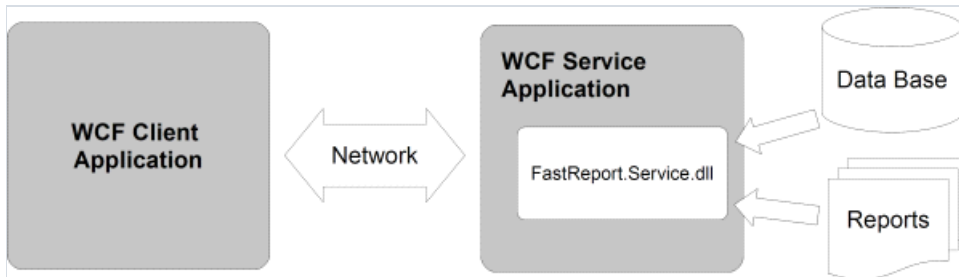 WCF Client
Application
Network
WCF Service
Application
FastReport.Service.dll
Data Base
Reports